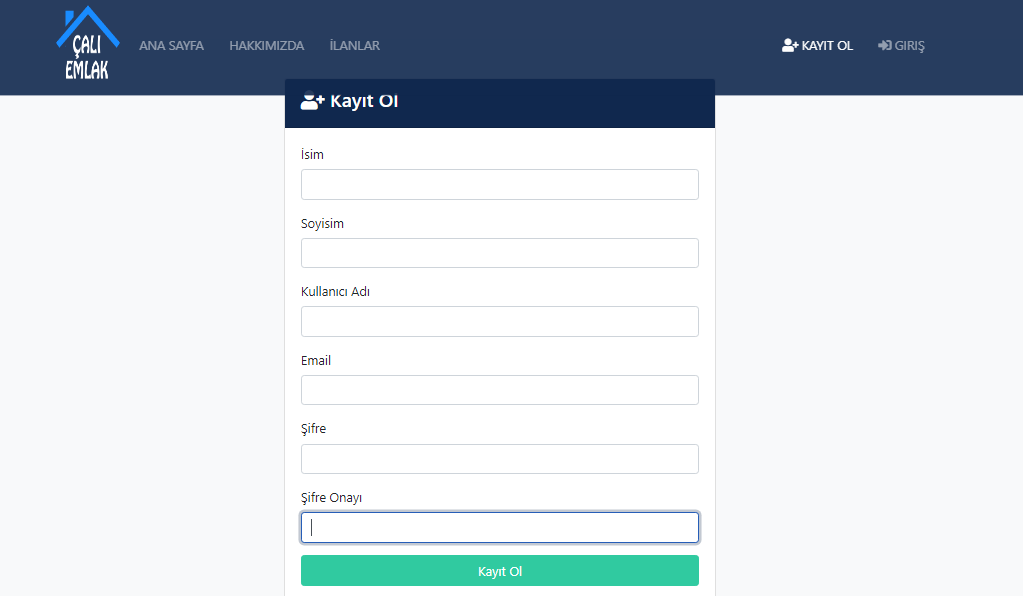 ÇALI
EMLAK
ANA SAYFA
HAKKIMIZDA
İLANLAR
KAYIT OL
GIRIŞ
Kayıt Ol
İsim
Soyisim
Kullanıcı Adı
Email
Şifre
Şifre Onayı
Kayıt Ol